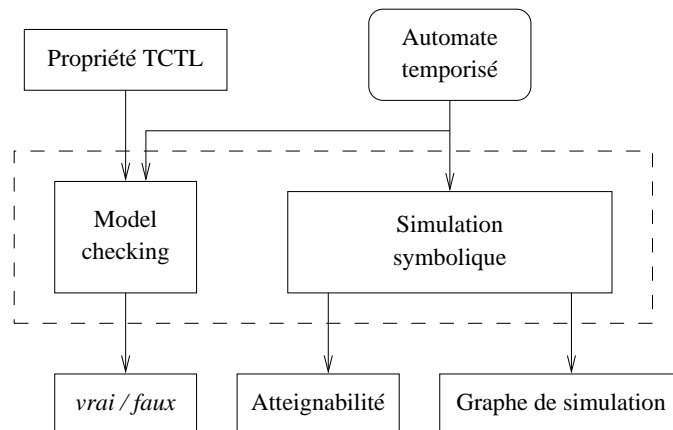 Propriété TCTL
Automate
temporisé
Model
checking
Simulation
symbolique
vrai / faux
Atteignabilité
Graphe de simulation